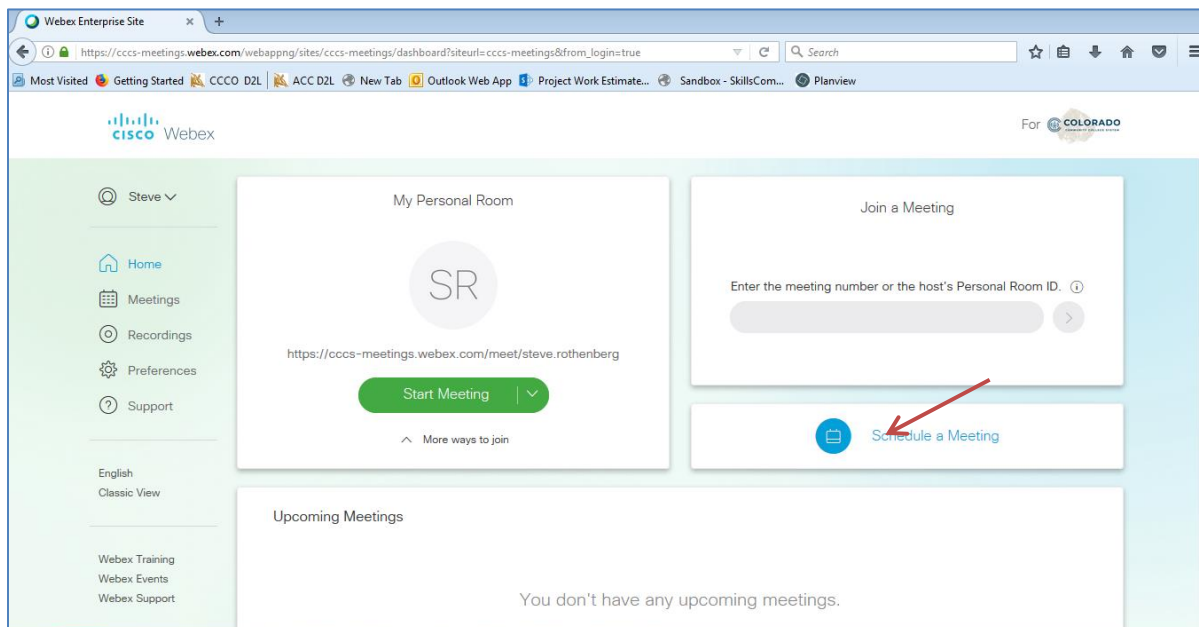 Webex Enterprise Site × +
https://cccs-meetings.webex.com/webappng/sites/cccs-meetings/dashboard?siteurl=cccs-meetings&from_login=true Search
Most Visited Getting Started CCCO D2L ACC D2L New Tab Outlook Web App Project Work Estimate... Sandbox - SkillsCom... Planview
CISCO Webex
For COLORADO
Steve
Home
Meetings
Recordings
Preferences
Support
English
Classic View
Webex Training
Webex Events
Webex Support
My Personal Room
SR
https://cccs-meetings.webex.com/meet/steve.rothenberg
Start Meeting
More ways to join
Join a Meeting
Enter the meeting number or the host's Personal Room ID.
Schedule a Meeting
Upcoming Meetings
You don't have any upcoming meetings.